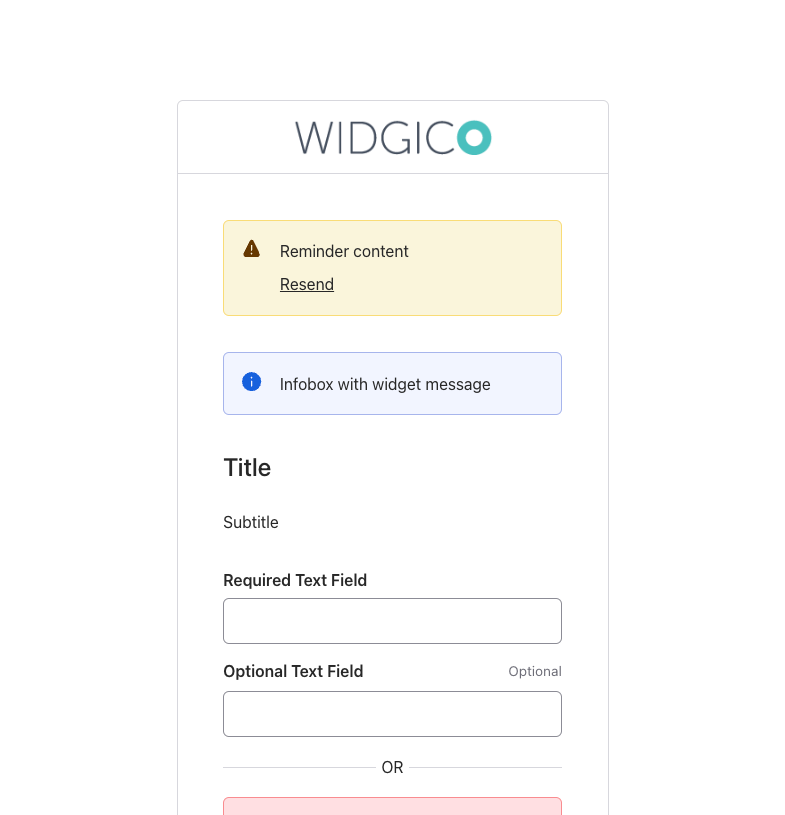 WIDGICO
Reminder content
Resend
Infobox with widget message
Title
Subtitle
Required Text Field
Optional Text Field Optional
OR